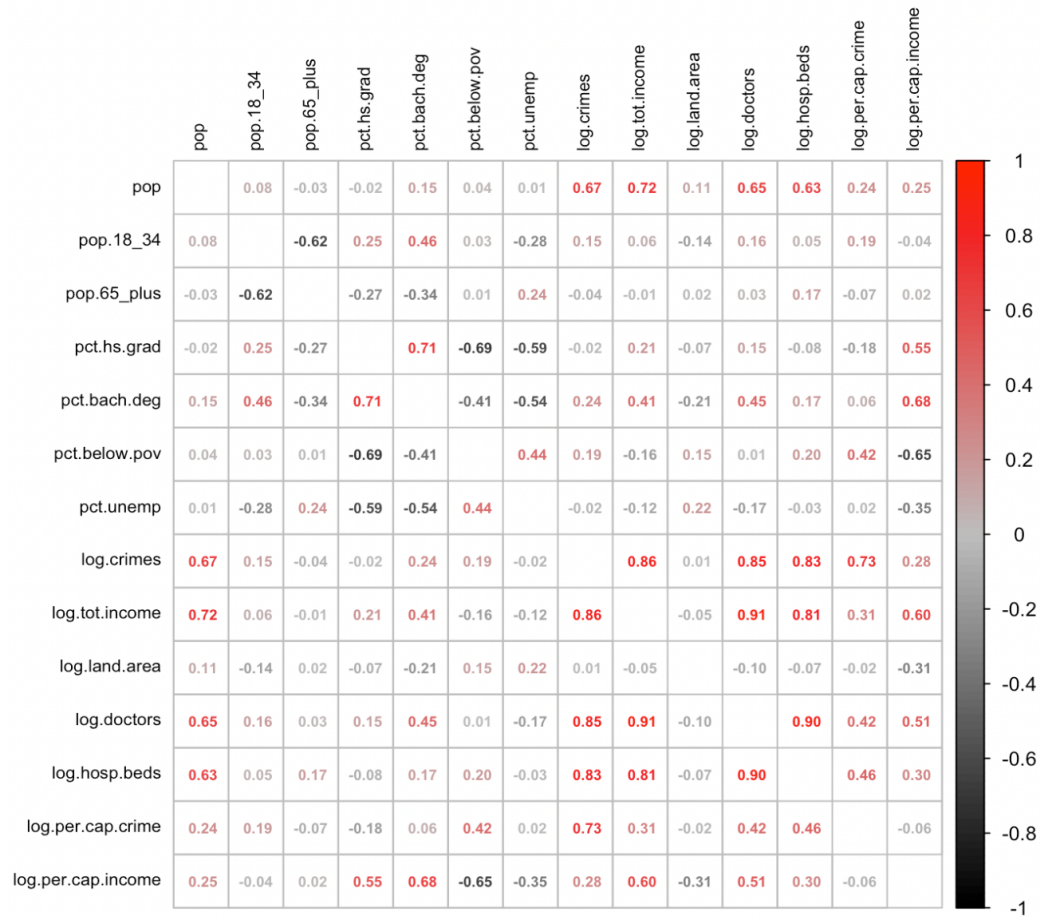 pop pop.18_34 pop.65_plus pct.hs.grad pct.bach.deg pct.below.pov pct.unemp log.crimes log.tot.income log.land.area log.doctors log.hosp.beds log.per.cap.crime log.per.cap.income
pop 0.08 -0.03 -0.02 0.15 0.04 0.01 0.67 0.72 0.11 0.65 0.63 0.24 0.25
pop.18_34 0.08 -0.62 0.25 0.46 0.03 -0.28 0.15 0.06 -0.14 0.16 0.05 0.19 -0.04
pop.65_plus -0.03 -0.62 -0.27 -0.34 0.01 0.24 -0.04 -0.01 0.02 0.03 0.17 -0.07 0.02
pct.hs.grad -0.02 0.25 -0.27 0.71 -0.69 -0.59 -0.02 0.21 -0.07 0.15 -0.08 -0.18 0.55
pct.bach.deg 0.15 0.46 -0.34 0.71 -0.41 -0.54 0.24 0.41 -0.21 0.45 0.17 0.06 0.68
pct.below.pov 0.04 0.03 0.01 -0.69 -0.41 0.44 0.19 -0.16 0.15 0.01 0.20 0.42 -0.65
pct.unemp 0.01 -0.28 0.24 -0.59 -0.54 0.44 -0.02 -0.12 0.22 -0.17 -0.03 0.02 -0.35
log.crimes 0.67 0.15 -0.04 -0.02 0.24 0.19 -0.02 0.86 0.01 0.85 0.83 0.73 0.28
log.tot.income 0.72 0.06 -0.01 0.21 0.41 -0.16 -0.12 0.86 -0.05 0.91 0.81 0.31 0.60
log.land.area 0.11 -0.14 0.02 -0.07 -0.21 0.15 0.22 0.01 -0.05 -0.10 -0.07 -0.02 -0.31
log.doctors 0.65 0.16 0.03 0.15 0.45 0.01 -0.17 0.85 0.91 -0.10 0.90 0.42 0.51
log.hosp.beds 0.63 0.05 0.17 -0.08 0.17 0.20 -0.03 0.83 0.81 -0.07 0.90 0.46 0.30
log.per.cap.crime 0.24 0.19 -0.07 -0.18 0.06 0.42 0.02 0.73 0.31 -0.02 0.42 0.46 -0.06
log.per.cap.income 0.25 -0.04 0.02 0.55 0.68 -0.65 -0.35 0.28 0.60 -0.31 0.51 0.30 -0.06
1
0.8
0.6
0.4
0.2
0
-0.2
-0.4
-0.6
-0.8
-1